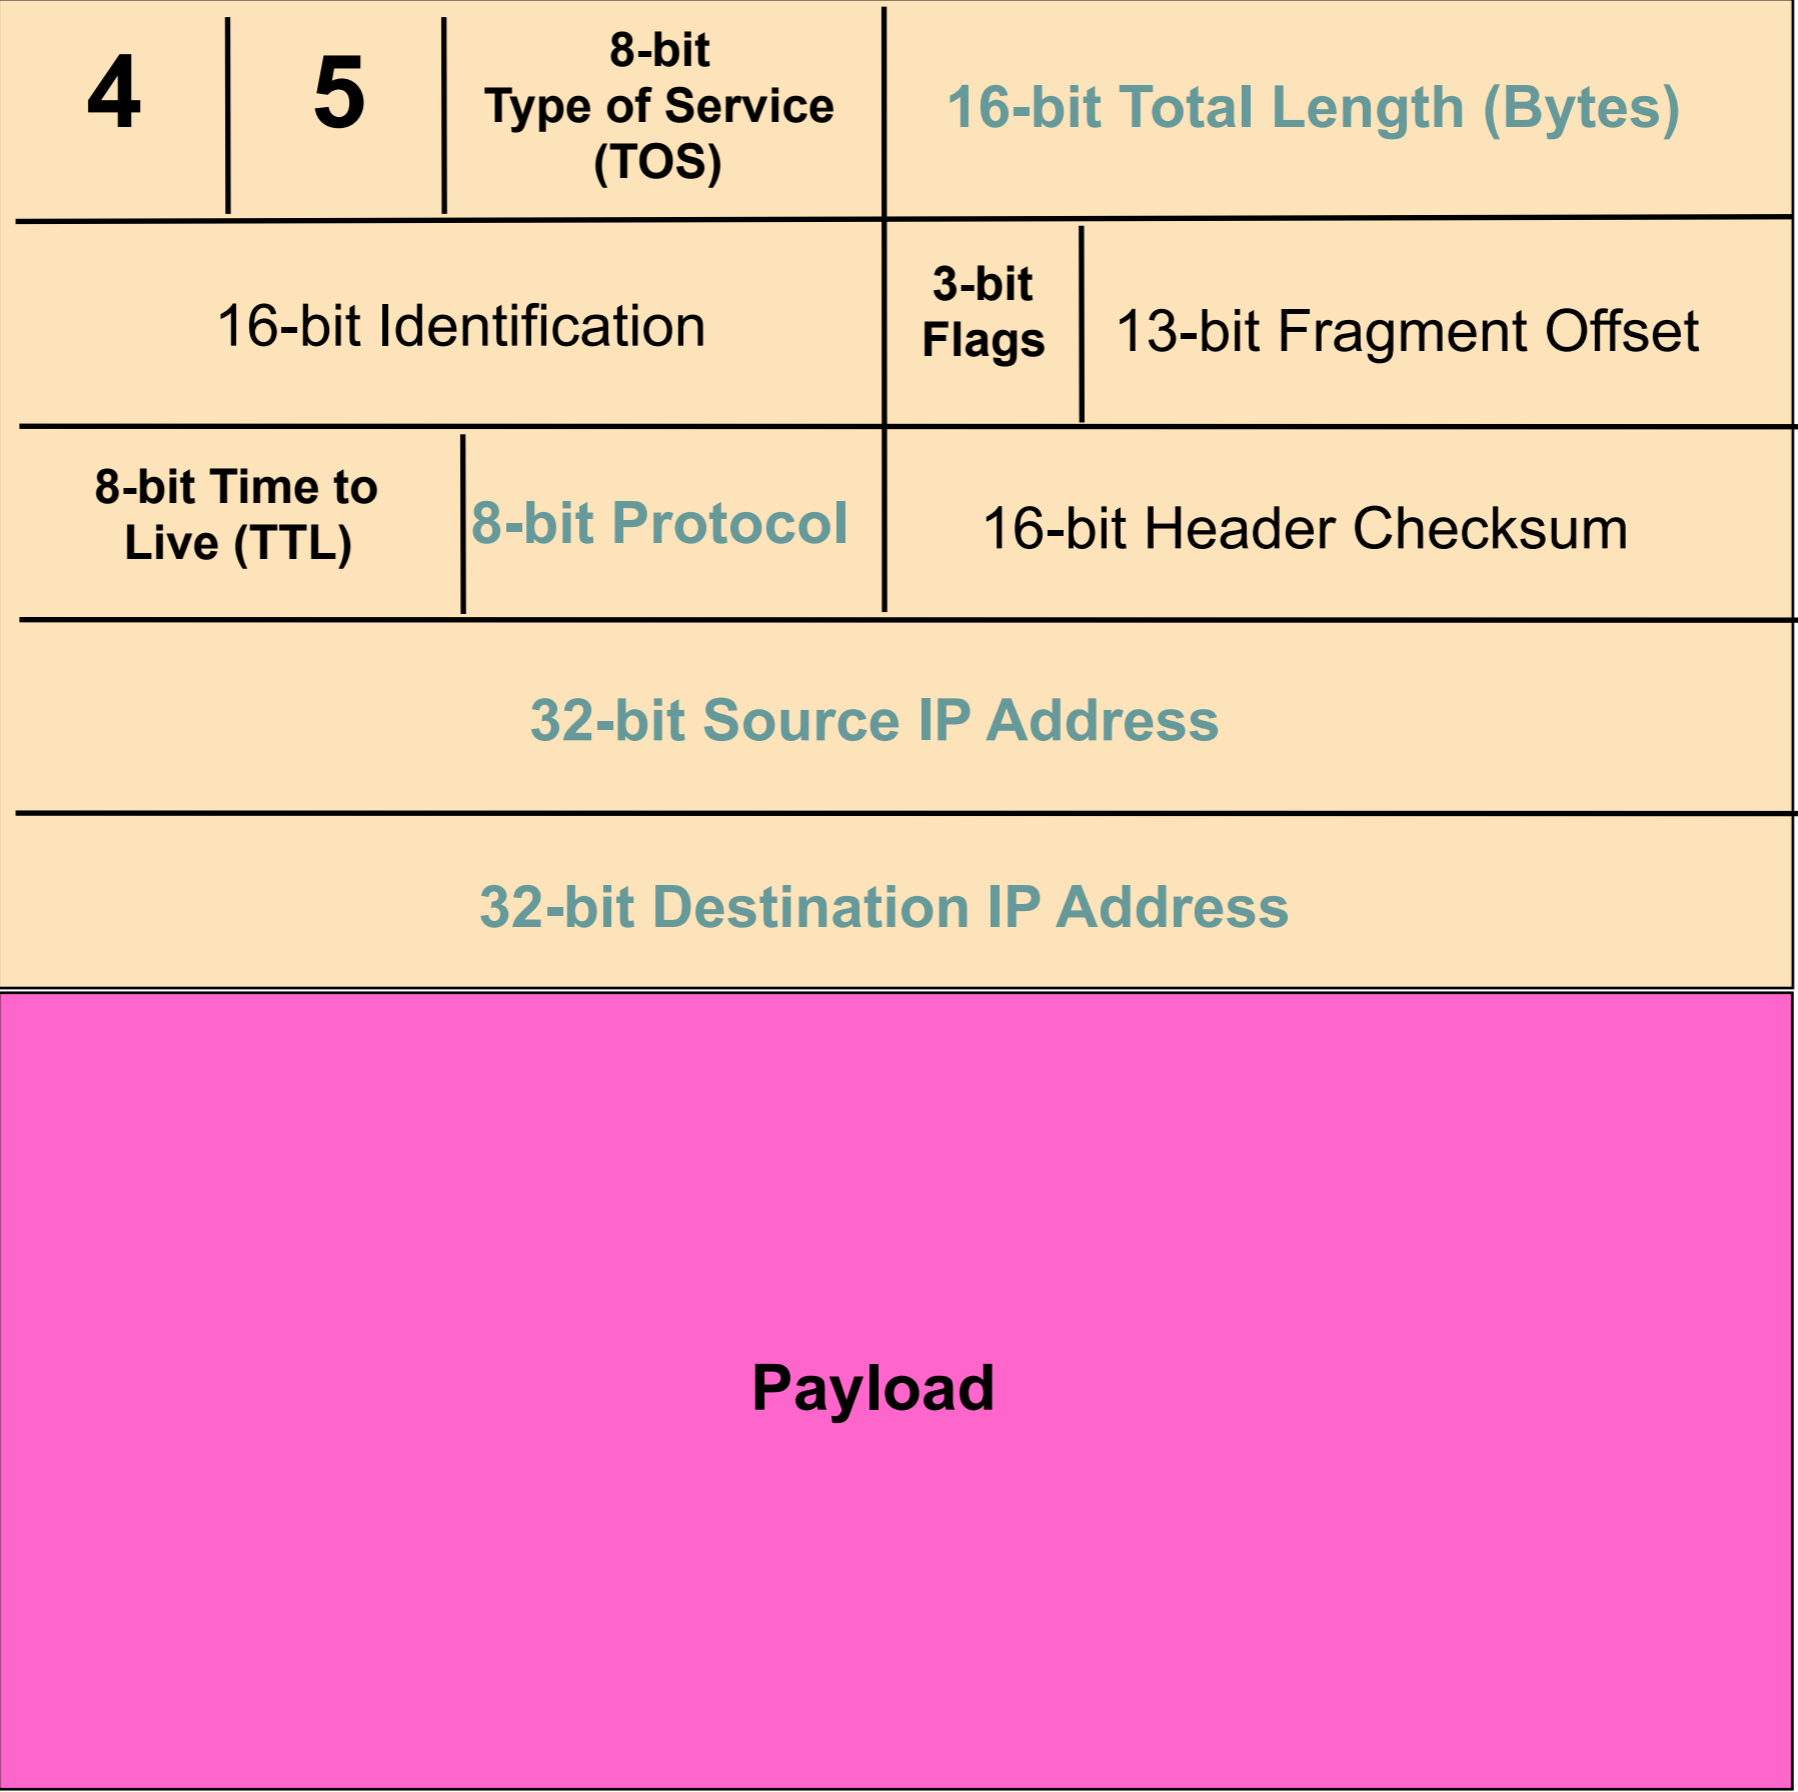 4
5
8-bit
Type of Service
(TOS)
16-bit Total Length (Bytes)
16-bit Identification
3-bit
Flags
13-bit Fragment Offset
8-bit Time to
Live (TTL)
8-bit Protocol
16-bit Header Checksum
32-bit Source IP Address
32-bit Destination IP Address
Payload